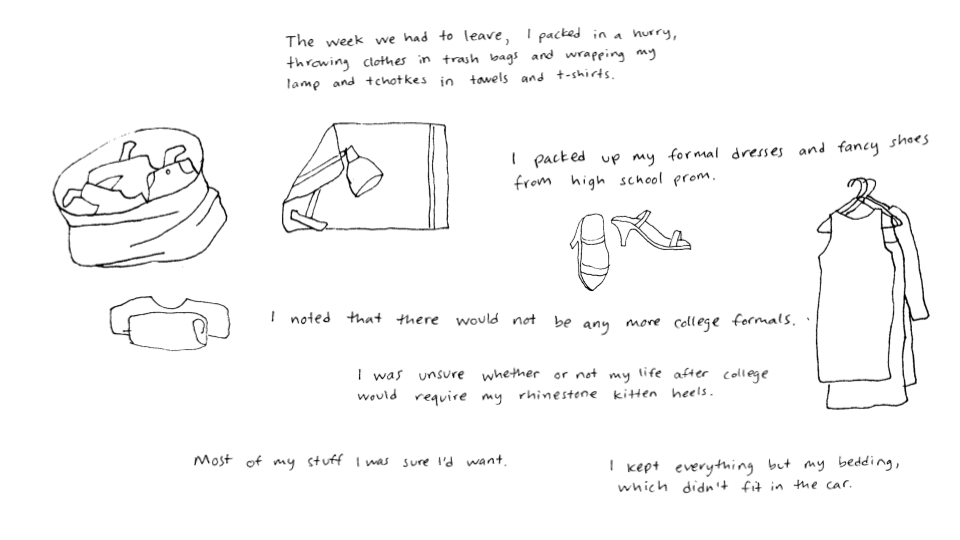 The week we had to leave, I packed in a hurry,
throwing clothes in trash bags and wrapping my
lamp and tchotkes in towels and t-shirts.
I packed up my formal dresses and fancy shoes
from high school prom.
I noted that there would not be any more college formals.
I was unsure whether or not my life after college
would require my rhinestone kitten heels.
Most of my stuff I was sure I'd want.
I kept everything but my bedding,
which didn't fit in the car.